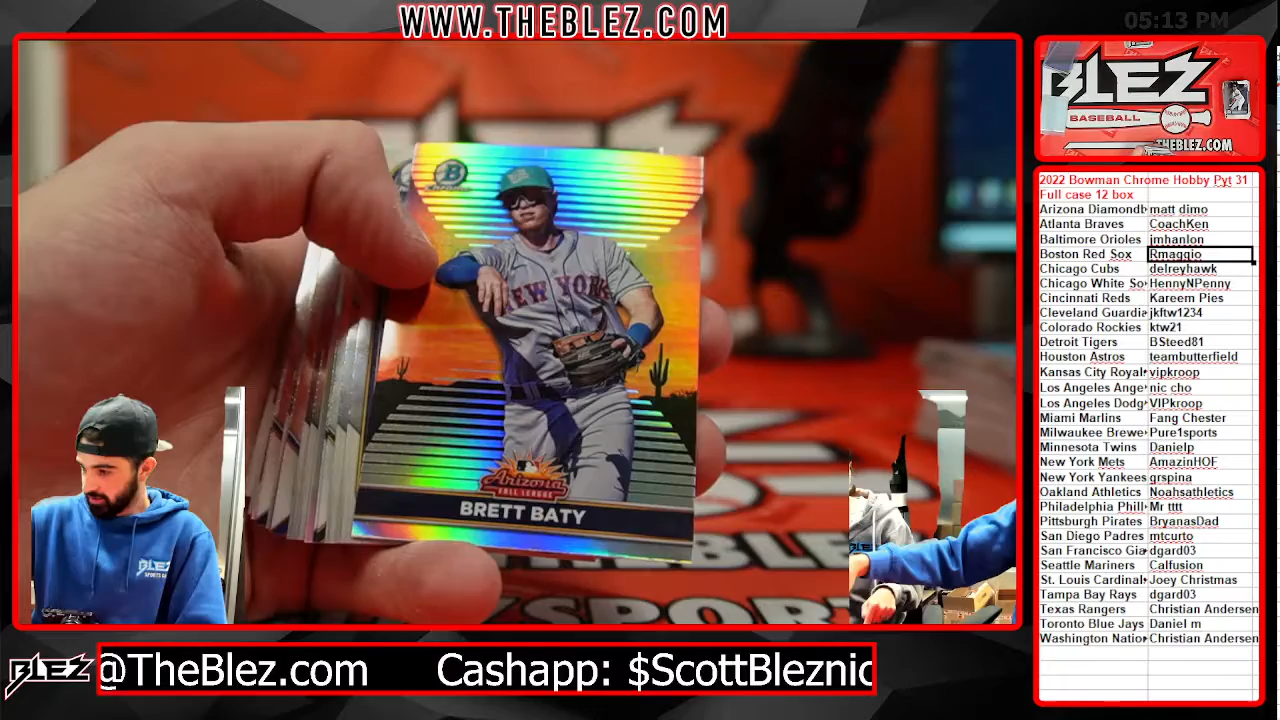 WWW.THEBLEZ.COM
05:13 PM
BLEZ
BASEBALL
THEBLEZ.COM
2022 Bowman Chrome Hobby Pyt 31
Full case 12 box
Arizona Diamondb matt dimo
Atlanta Braves CoachKen
Baltimore Orioles jmhanlon
Boston Red Sox Rmaggio
Chicago Cubs delreyhawk
Chicago White So HennyNPenny
Cincinnati Reds Kareem Pies
Cleveland Guardia jkftw1234
Colorado Rockies ktw21
Detroit Tigers BSteed81
Houston Astros teambutterfield
Kansas City Royal vipkroop
Los Angeles Ange nic cho
Los Angeles Dodg VIPkroop
Miami Marlins Fang Chester
Milwaukee Brewe Pure1sports
Minnesota Twins Danielp
New York Mets AmazinHOF
New York Yankees grspina
Oakland Athletics Noahsathletics
Philadelphia Phill Mr tttt
Pittsburgh Pirates BryanasDad
San Diego Padres mtcurto
San Francisco Gia dgard03
Seattle Mariners Calfusion
St. Louis Cardinal Joey Christmas
Tampa Bay Rays dgard03
Texas Rangers Christian Andersen
Toronto Blue Jays Daniel m
Washington Natio Christian Andersen
B
CHROME
NEW YORK
Arizona
FALL LEAGUE
BRETT BATY
BLEZ
BLEZ
@TheBlez.com Cashapp: $ScottBleznic